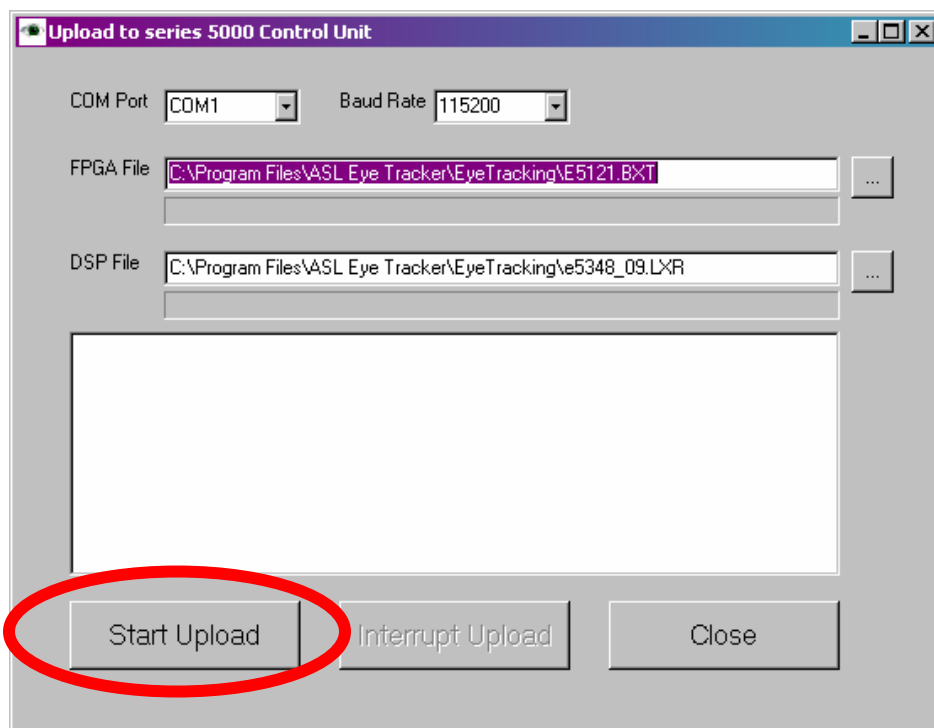 Upload to series 5000 Control Unit
COM Port COM1 Baud Rate 115200
FPGA File C:\Program Files\ASL Eye Tracker\EyeTracking\E5121.BXT ...
DSP File C:\Program Files\ASL Eye Tracker\EyeTracking\e5348_09.LXR ...
Start Upload Interrupt Upload Close